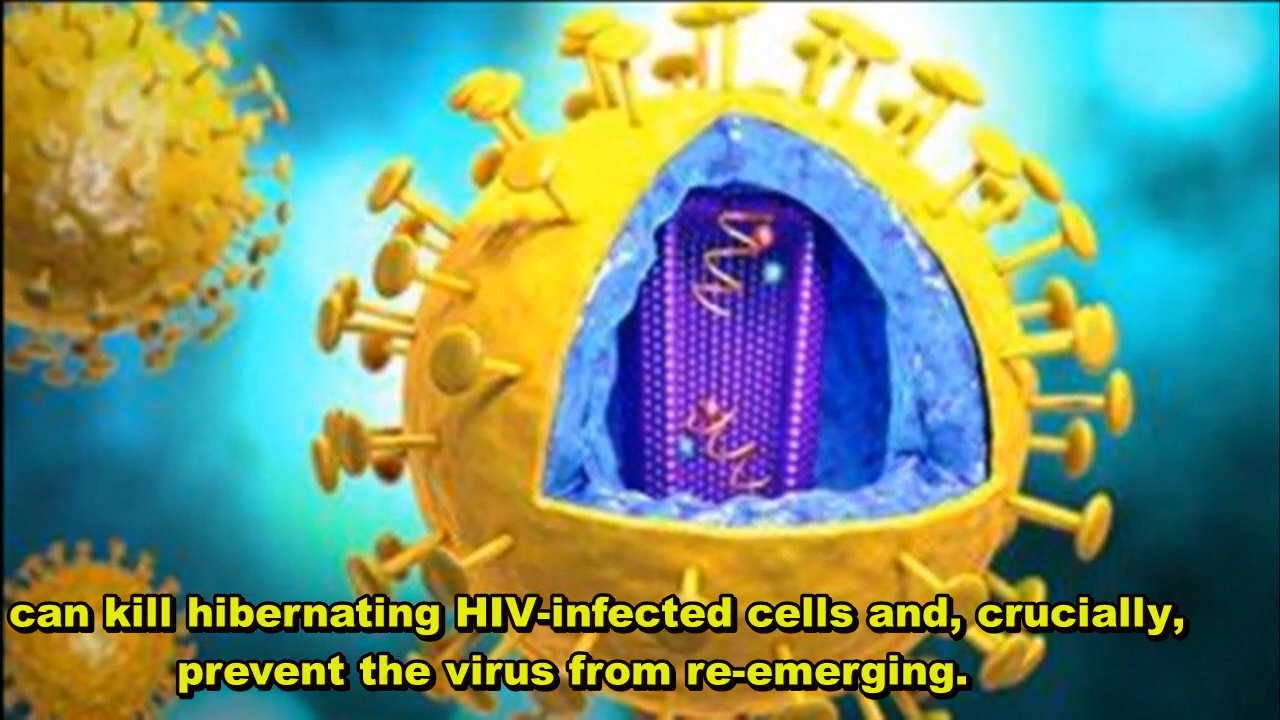 can kill hibernating HIV-infected cells and, crucially,
prevent the virus from re-emerging.